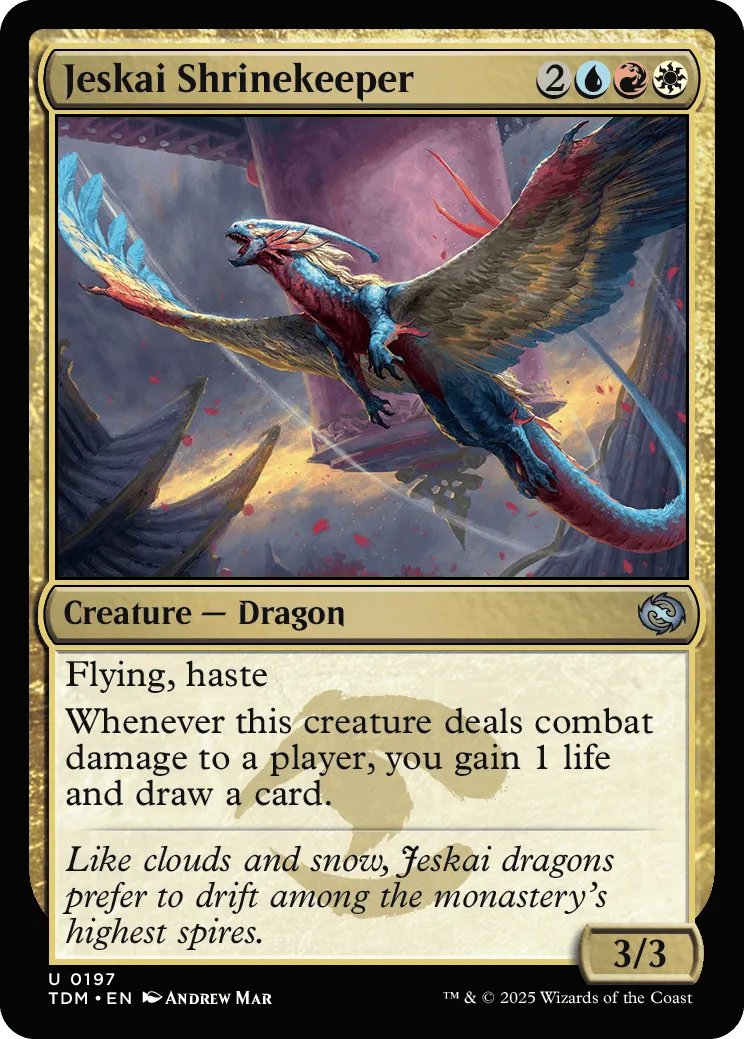 Jeskai Shrinekeeper 2
Creature — Dragon
Flying, haste
Whenever this creature deals combat
damage to a player, you gain 1 life
and draw a card.
Like clouds and snow, Jeskai dragons
prefer to drift among the monastery's
highest spires.
3/3
U 0197
TDM • EN Andrew Mar
™ & © 2025 Wizards of the Coast